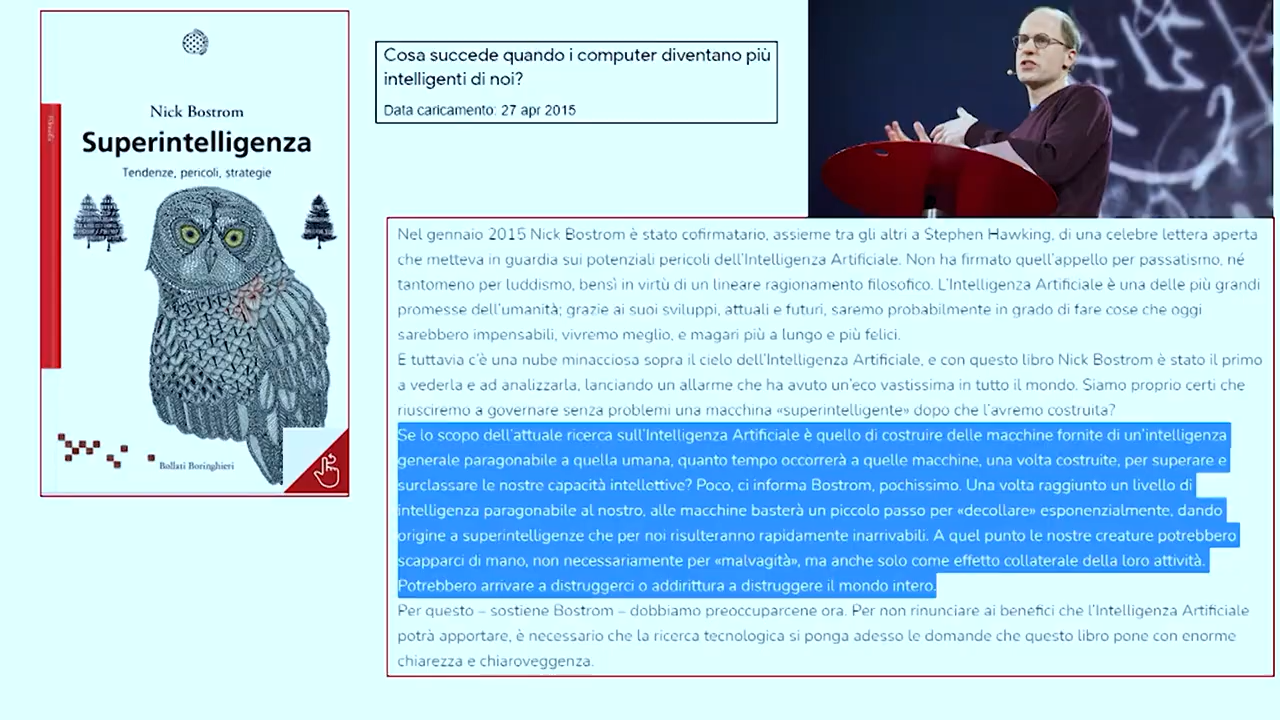 Nick Bostrom
Superintelligenza
Tendenze, pericoli, strategie
Bollati Boringhieri
Cosa succede quando i computer diventano più
intelligenti di noi?
Data caricamento: 27 apr 2015
Nel gennaio 2015 Nick Bostrom è stato cofirmatario, assieme tra gli altri a Stephen Hawking, di una celebre lettera aperta
che metteva in guardia sui potenziali pericoli dell'Intelligenza Artificiale. Non ha firmato quell'appello per passatismo, né
tantomeno per luddismo, bensì in virtù di un lineare ragionamento filosofico. L'Intelligenza Artificiale è una delle più grandi
promesse dell'umanità; grazie ai suoi sviluppi, attuali e futuri, saremo probabilmente in grado di fare cose che oggi
sarebbero impensabili, vivremo meglio, e magari più a lungo e più felici.
E tuttavia c'è una nube minacciosa sopra il cielo dell'Intelligenza Artificiale, e con questo libro Nick Bostrom è stato il primo
a vederla e ad analizzarla, lanciando un allarme che ha avuto un'eco vastissima in tutto il mondo. Siamo proprio certi che
riusciremo a governare senza problemi una macchina «superintelligente» dopo che l'avremo costruita?
Se lo scopo dell'attuale ricerca sull'Intelligenza Artificiale è quello di costruire delle macchine fornite di un'intelligenza
generale paragonabile a quella umana, quanto tempo occorrerà a quelle macchine, una volta costruite, per superare e
surclassare le nostre capacità intellettive? Poco, ci informa Bostrom, pochissimo. Una volta raggiunto un livello di
intelligenza paragonabile al nostro, alle macchine basterà un piccolo passo per «decollare» esponenzialmente, dando
origine a superintelligenze che per noi risulteranno rapidamente inarrivabili. A quel punto le nostre creature potrebbero
scapparci di mano, non necessariamente per «malvagità», ma anche solo come effetto collaterale della loro attività.
Potrebbero arrivare a distruggerci o addirittura a distruggere il mondo intero.
Per questo – sostiene Bostrom – dobbiamo preoccuparcene ora. Per non rinunciare ai benefici che l'Intelligenza Artificiale
potrà apportare, è necessario che la ricerca tecnologica si ponga adesso le domande che questo libro pone con enorme
chiarezza e chiaroveggenza.